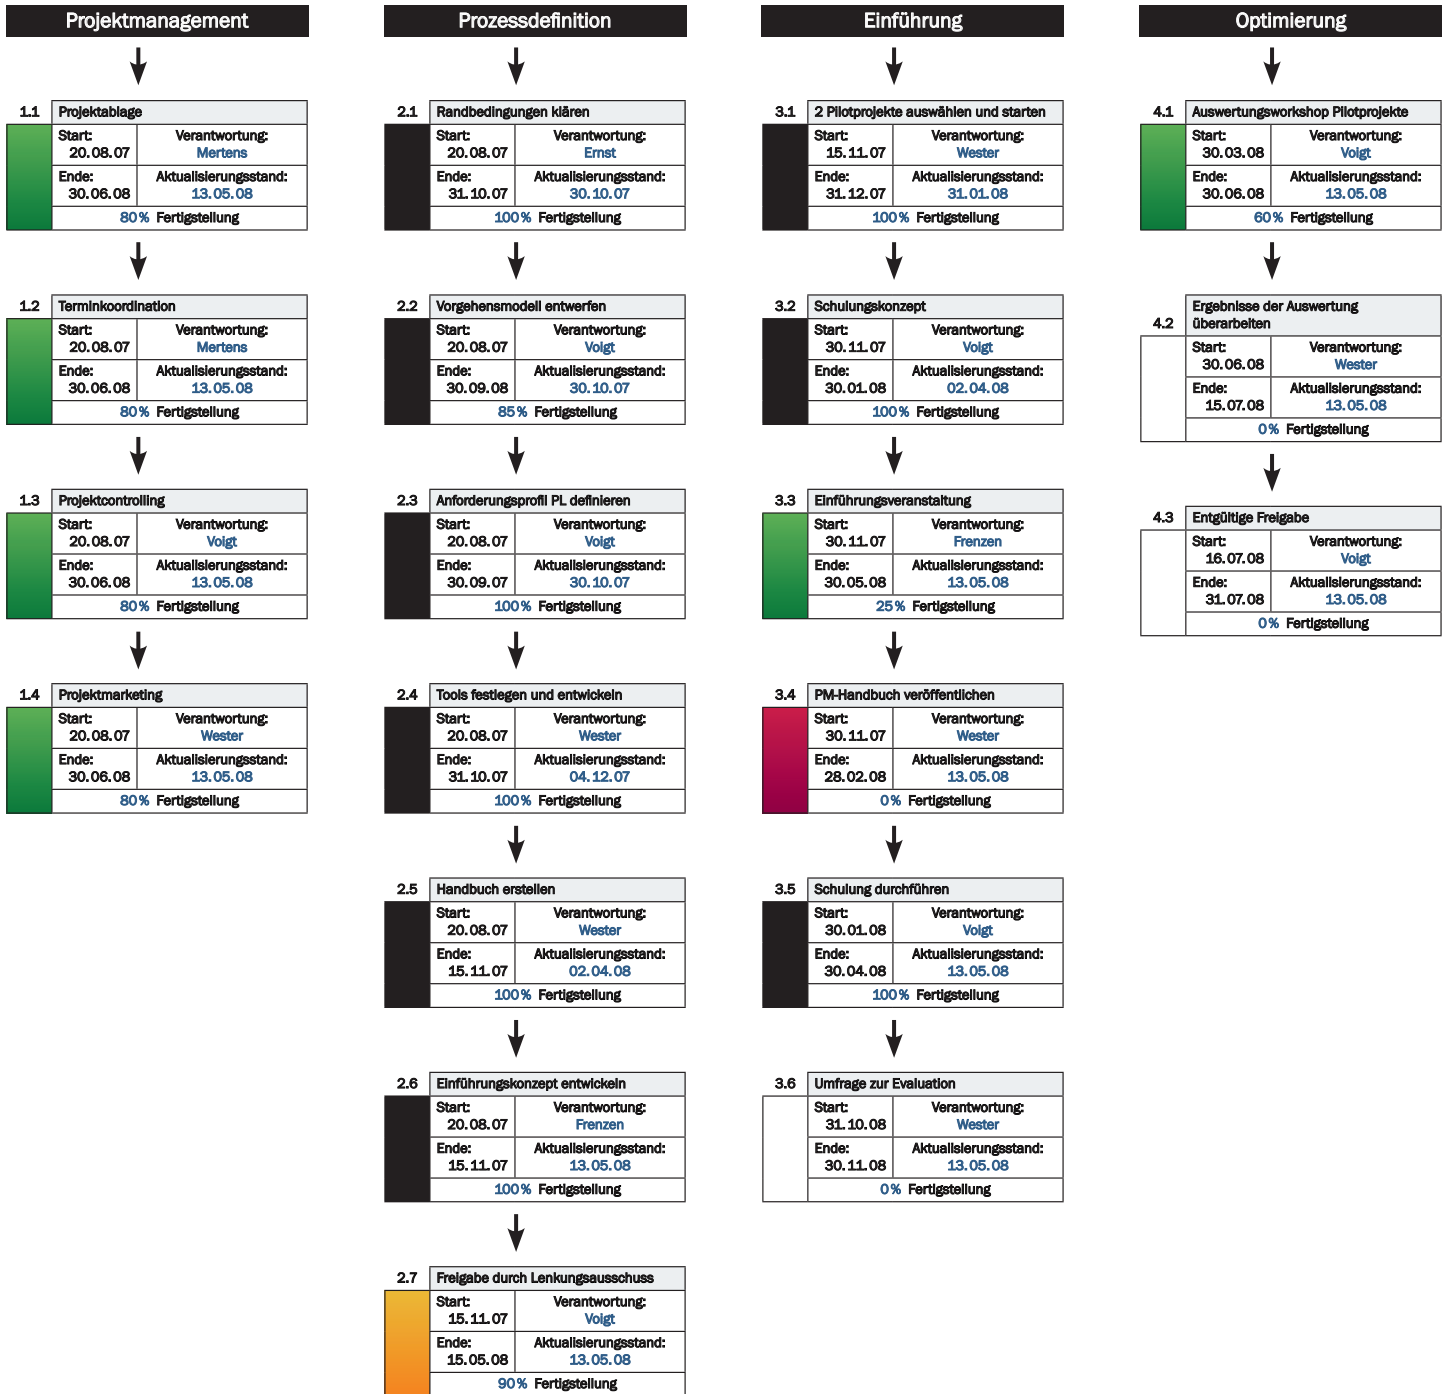 Projektmanagement
1.1 Projektablage
Start: Verantwortung:
20.08.07 Mertens
Ende: Aktualisierungsstand:
30.06.08 13.05.08
80% Fertigstellung
1.2 Terminkoordination
Start: Verantwortung:
20.08.07 Mertens
Ende: Aktualisierungsstand:
30.06.08 13.05.08
80% Fertigstellung
1.3 Projektcontrolling
Start: Verantwortung:
20.08.07 Voigt
Ende: Aktualisierungsstand:
30.06.08 13.05.08
80% Fertigstellung
1.4 Projektmarketing
Start: Verantwortung:
20.08.07 Wester
Ende: Aktualisierungsstand:
30.06.08 13.05.08
80% Fertigstellung
Prozessdefinition
2.1 Randbedingungen klären
Start: Verantwortung:
20.08.07 Ernst
Ende: Aktualisierungsstand:
31.10.07 30.10.07
100% Fertigstellung
2.2 Vorgehensmodell entwerfen
Start: Verantwortung:
20.08.07 Voigt
Ende: Aktualisierungsstand:
30.09.08 30.10.07
85% Fertigstellung
2.3 Anforderungsprofil PL definieren
Start: Verantwortung:
20.08.07 Voigt
Ende: Aktualisierungsstand:
30.09.07 30.10.07
100% Fertigstellung
2.4 Tools festlegen und entwickeln
Start: Verantwortung:
20.08.07 Wester
Ende: Aktualisierungsstand:
31.10.07 04.12.07
100% Fertigstellung
2.5 Handbuch erstellen
Start: Verantwortung:
20.08.07 Wester
Ende: Aktualisierungsstand:
15.11.07 02.04.08
100% Fertigstellung
2.6 Einführungskonzept entwickeln
Start: Verantwortung:
20.08.07 Frenzen
Ende: Aktualisierungsstand:
15.11.07 13.05.08
100% Fertigstellung
2.7 Freigabe durch Lenkungsausschuss
Start: Verantwortung:
15.11.07 Voigt
Ende: Aktualisierungsstand:
15.05.08 13.05.08
90% Fertigstellung
Einführung
3.1 2 Pilotprojekte auswählen und starten
Start: Verantwortung:
15.11.07 Wester
Ende: Aktualisierungsstand:
31.12.07 31.01.08
100% Fertigstellung
3.2 Schulungskonzept
Start: Verantwortung:
30.11.07 Voigt
Ende: Aktualisierungsstand:
30.01.08 02.04.08
100% Fertigstellung
3.3 Einführungsveranstaltung
Start: Verantwortung:
30.11.07 Frenzen
Ende: Aktualisierungsstand:
30.05.08 13.05.08
25% Fertigstellung
3.4 PM-Handbuch veröffentlichen
Start: Verantwortung:
30.11.07 Wester
Ende: Aktualisierungsstand:
28.02.08 13.05.08
0% Fertigstellung
3.5 Schulung durchführen
Start: Verantwortung:
30.01.08 Voigt
Ende: Aktualisierungsstand:
30.04.08 13.05.08
100% Fertigstellung
3.6 Umfrage zur Evaluation
Start: Verantwortung:
31.10.08 Wester
Ende: Aktualisierungsstand:
30.11.08 13.05.08
0% Fertigstellung
Optimierung
4.1 Auswertungsworkshop Pilotprojekte
Start: Verantwortung:
30.03.08 Voigt
Ende: Aktualisierungsstand:
30.06.08 13.05.08
60% Fertigstellung
Ergebnisse der Auswertung
4.2 überarbeiten
Start: Verantwortung:
30.06.08 Wester
Ende: Aktualisierungsstand:
15.07.08 13.05.08
0% Fertigstellung
4.3 Entgültige Freigabe
Start: Verantwortung:
16.07.08 Voigt
Ende: Aktualisierungsstand:
31.07.08 13.05.08
0% Fertigstellung